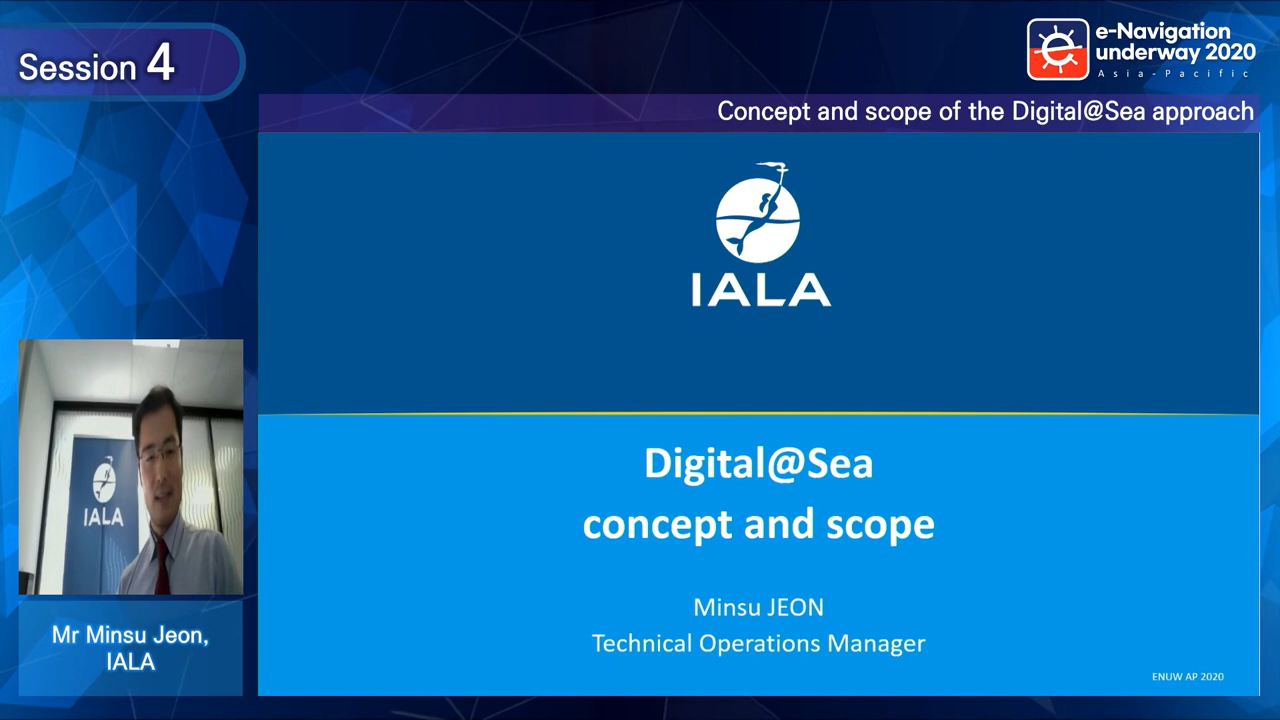 Session 4
e-Navigation
underway 2020
Asia-Pacific
Concept and scope of the Digital@Sea approach
IALA
Digital@Sea
concept and scope
Minsu JEON
Technical Operations Manager
ENUW AP 2020
IALA
Mr Minsu Jeon,
IALA